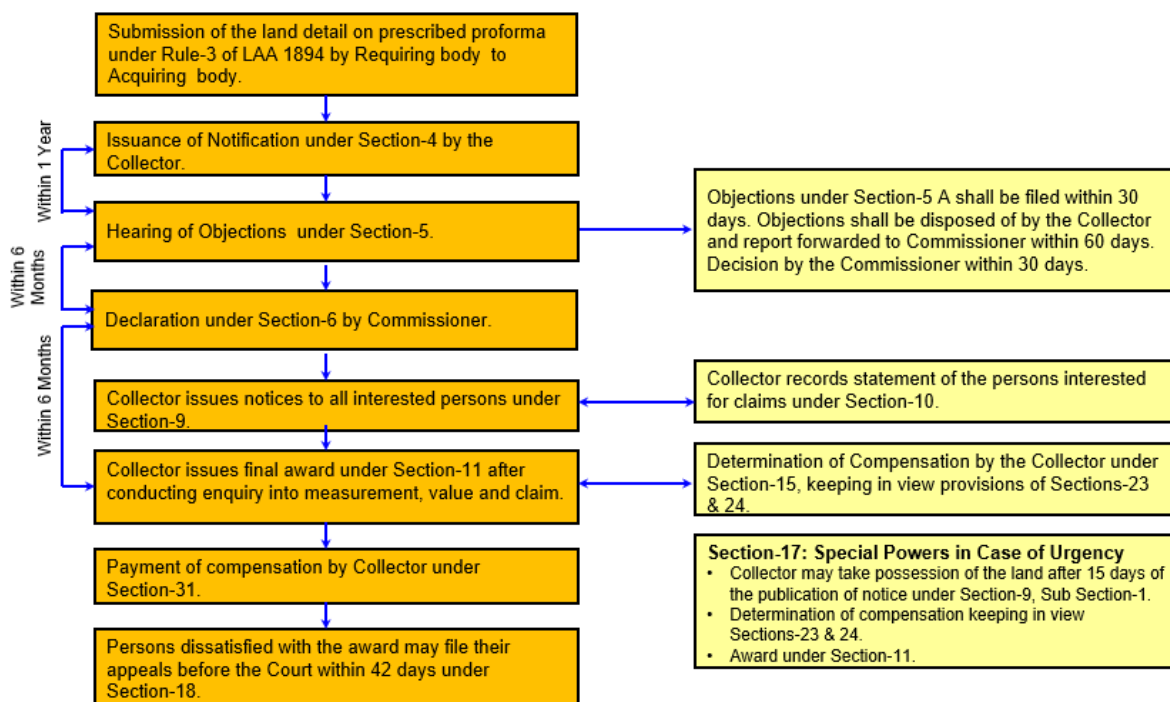 Submission of the land detail on prescribed proforma
under Rule-3 of LAA 1894 by Requiring body to
Acquiring body.
Within 1 Year
Issuance of Notification under Section-4 by the
Collector.
Hearing of Objections under Section-5.
Objections under Section-5 A shall be filed within 30
days. Objections shall be disposed of by the Collector
and report forwarded to Commissioner within 60 days.
Decision by the Commissioner within 30 days.
Within 6
Months
Declaration under Section-6 by Commissioner.
Within 6 Months
Collector issues notices to all interested persons under
Section-9.
Collector records statement of the persons interested
for claims under Section-10.
Collector issues final award under Section-11 after
conducting enquiry into measurement, value and claim.
Determination of Compensation by the Collector under
Section-15, keeping in view provisions of Sections-23
& 24.
Payment of compensation by Collector under
Section-31.
Section-17: Special Powers in Case of Urgency
• Collector may take possession of the land after 15 days of
the publication of notice under Section-9, Sub Section-1.
• Determination of compensation keeping in view
Sections-23 & 24.
• Award under Section-11.
Persons dissatisfied with the award may file their
appeals before the Court within 42 days under
Section-18.